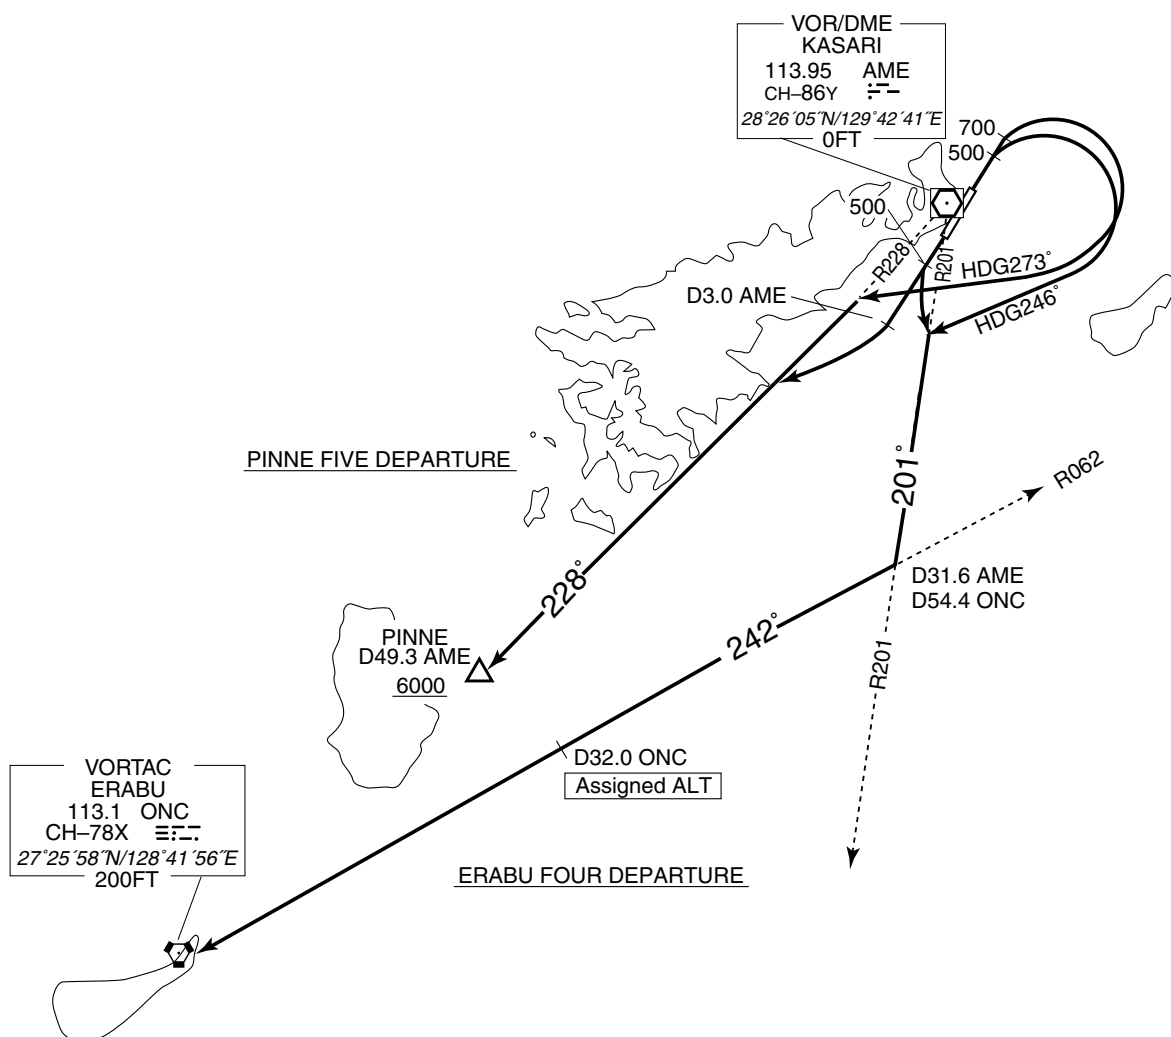 VOR/DME
KASARI
113.95 AME
CH–86Y
28°26´05˝N/129°42´41˝E
0FT
700
500
500
R228
R201
HDG273°
HDG246°
D3.0 AME
PINNE FIVE DEPARTURE
201°
R062
D31.6 AME
D54.4 ONC
228°
242°
PINNE
D49.3 AME
6000
R201
D32.0 ONC
Assigned ALT
VORTAC
ERABU
113.1 ONC
CH–78X
27°25´58˝N/128°41´56˝E
200FT
ERABU FOUR DEPARTURE